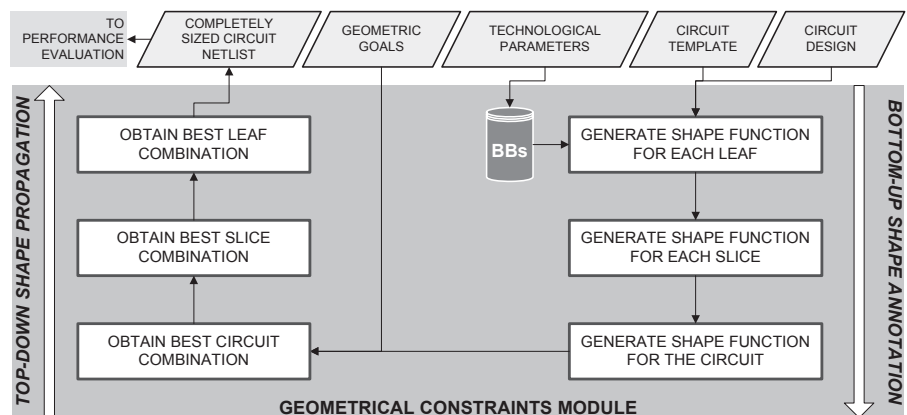 TO
PERFORMANCE
EVALUATION
COMPLETELY
SIZED CIRCUIT
NETLIST
GEOMETRIC
GOALS
TECHNOLOGICAL
PARAMETERS
CIRCUIT
TEMPLATE
CIRCUIT
DESIGN
TOP-DOWN SHAPE PROPAGATION
OBTAIN BEST LEAF
COMBINATION
OBTAIN BEST SLICE
COMBINATION
OBTAIN BEST CIRCUIT
COMBINATION
BBs
GENERATE SHAPE FUNCTION
FOR EACH LEAF
GENERATE SHAPE FUNCTION
FOR EACH SLICE
GENERATE SHAPE FUNCTION
FOR THE CIRCUIT
BOTTOM-UP SHAPE ANNOTATION
GEOMETRICAL CONSTRAINTS MODULE